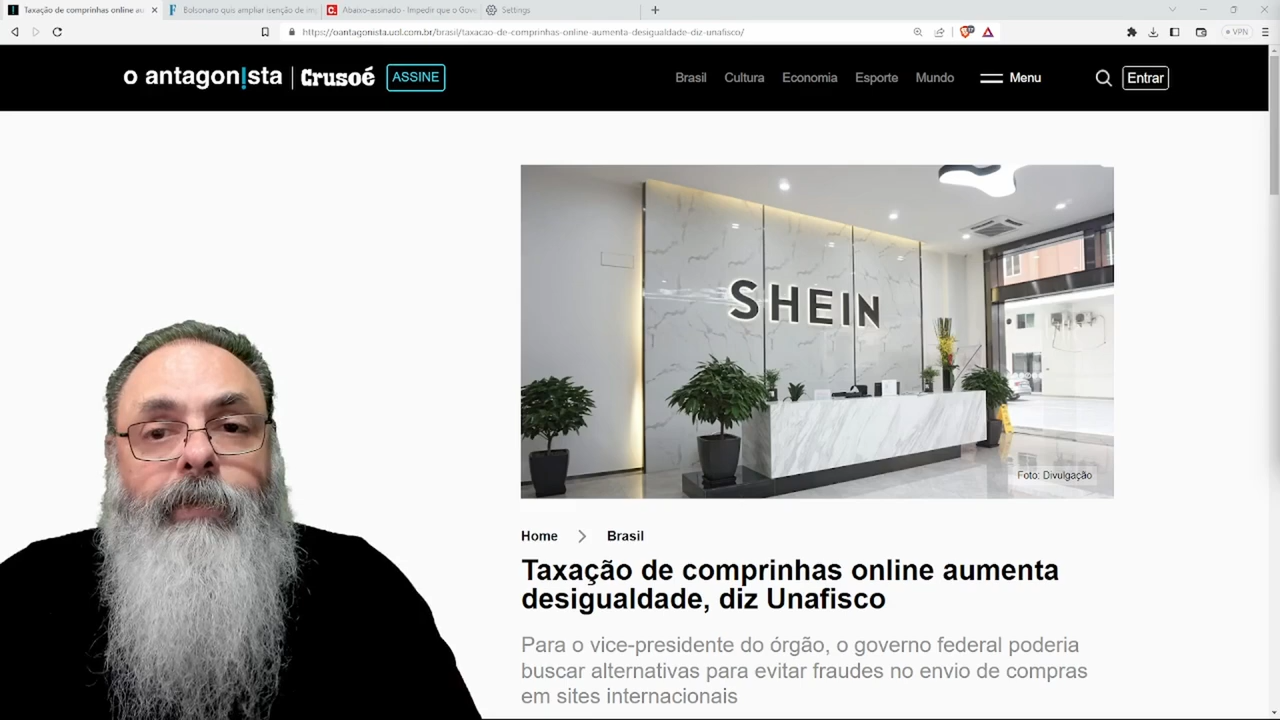 Taxação de comprinhas online au
Bolsonaro quis ampliar isenção de im
Abaixo-assinado · Impedir que o Gov
Settings
https://oantagonista.uol.com.br/brasil/taxacao-de-comprinhas-online-aumenta-desigualdade-diz-unafisco/
VPN
o antagon!sta | Crusoé ASSINE
Brasil Cultura Economia Esporte Mundo Menu Entrar
SHEIN
Foto: Divulgação
Home > Brasil
Taxação de comprinhas online aumenta
desigualdade, diz Unafisco
Para o vice-presidente do órgão, o governo federal poderia
buscar alternativas para evitar fraudes no envio de compras
em sites internacionais